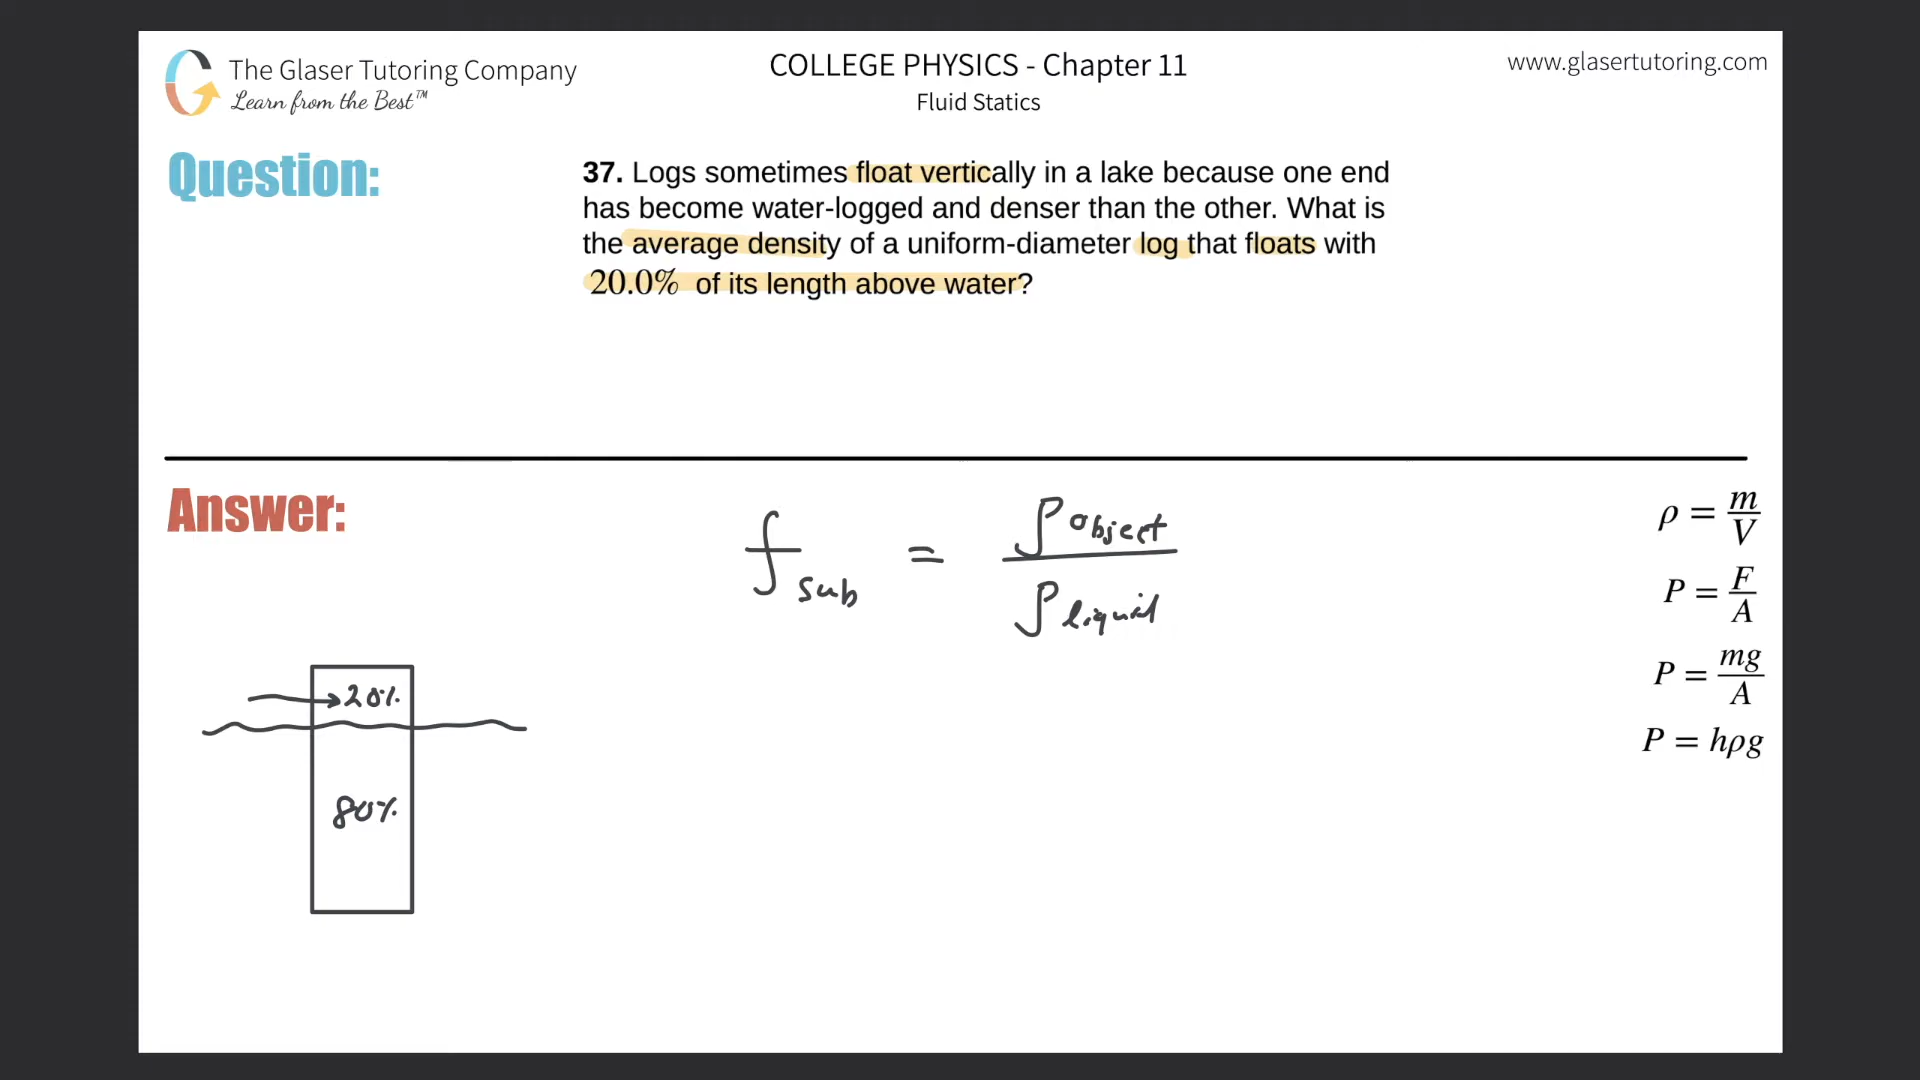 The Glaser Tutoring Company
Learn from the Best™
COLLEGE PHYSICS - Chapter 11
Fluid Statics
www.glasertutoring.com
Question:
37. Logs sometimes float vertically in a lake because one end
has become water-logged and denser than the other. What is
the average density of a uniform-diameter log that floats with
20.0% of its length above water?
Answer:
f sub = ρ object / ρ liquid
20%
80%
ρ = m/V
P = F/A
P = mg/A
P = hρg